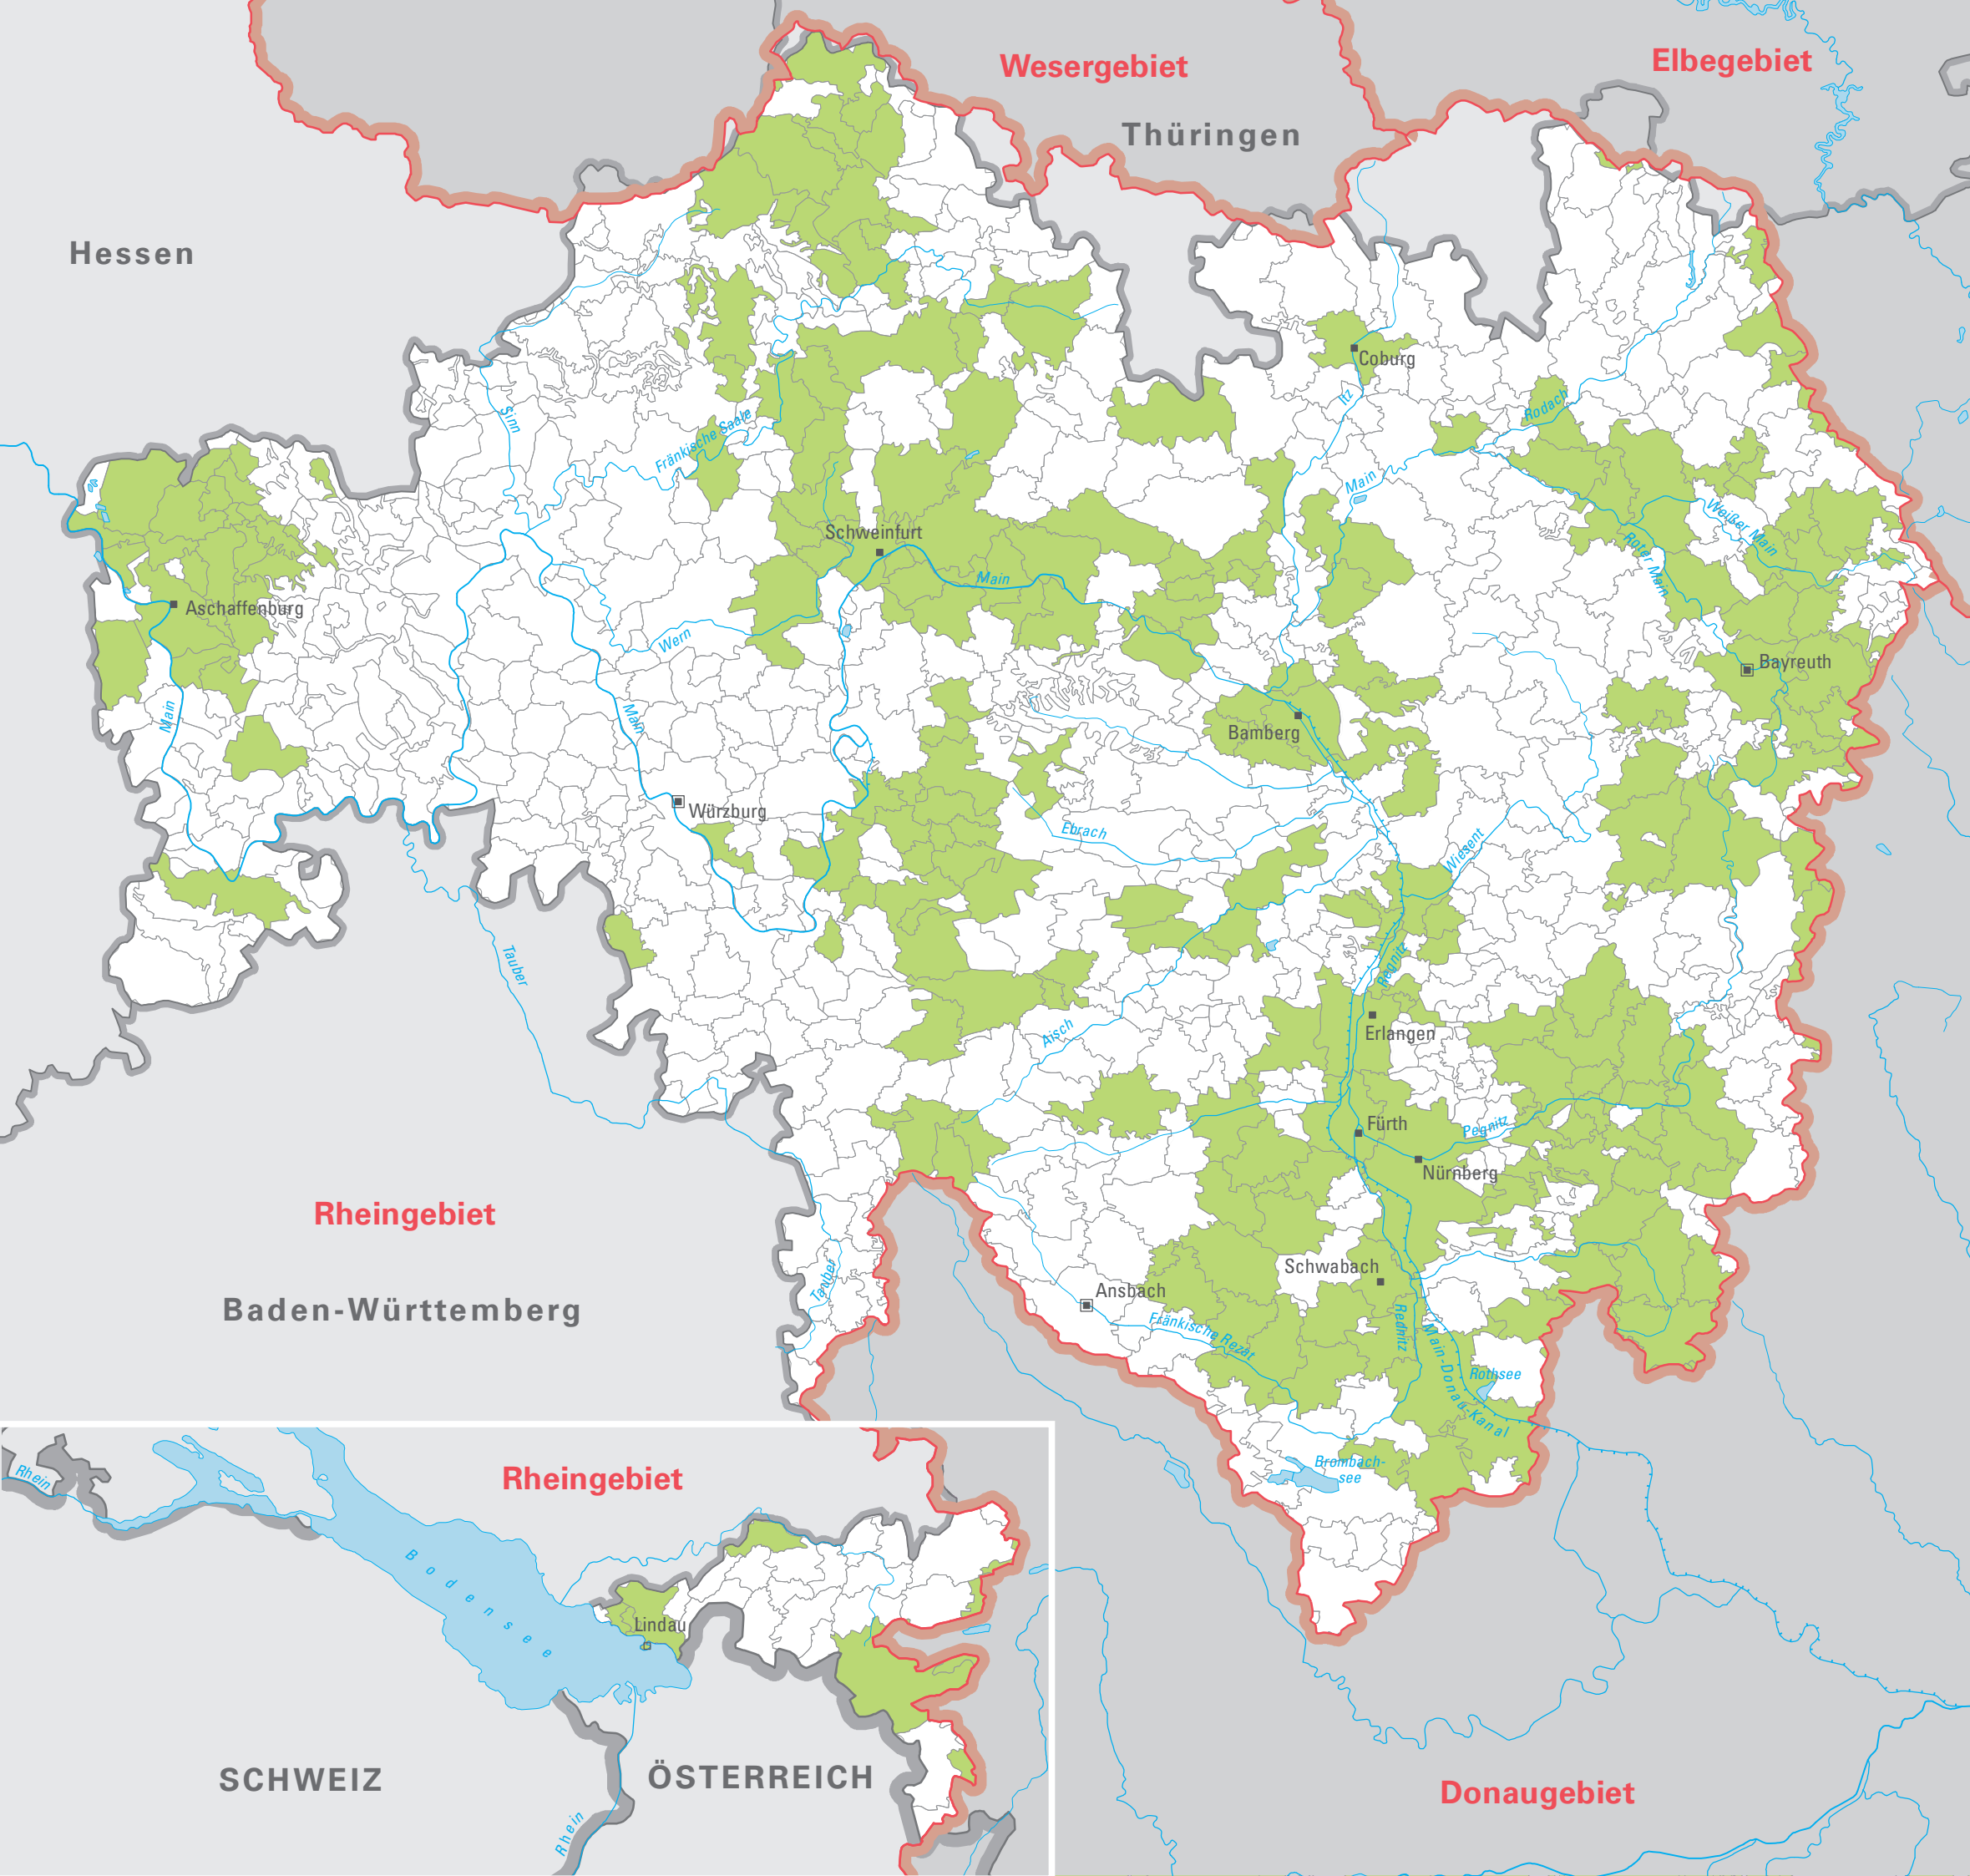 Wesergebiet
Elbegebiet
Thüringen
Hessen
Coburg
Itz
Rodach
Sinn
Fränkische Saale
Main
Schweinfurt
Weißer Main
Roter Main
Main
Aschaffenburg
Wern
Bayreuth
Main
Main
Bamberg
Würzburg
Ebrach
Wiesent
Tauber
Regnitz
Aisch
Erlangen
Fürth
Pegnitz
Nürnberg
Rheingebiet
Schwabach
Tauber
Ansbach
Baden-Württemberg
Fränkische Rezat
Rednitz
Main-Donau-Kanal
Rothsee
Brombach-
see
Rheingebiet
Rhein
Bodensee
Lindau
SCHWEIZ
ÖSTERREICH
Rhein
Donaugebiet